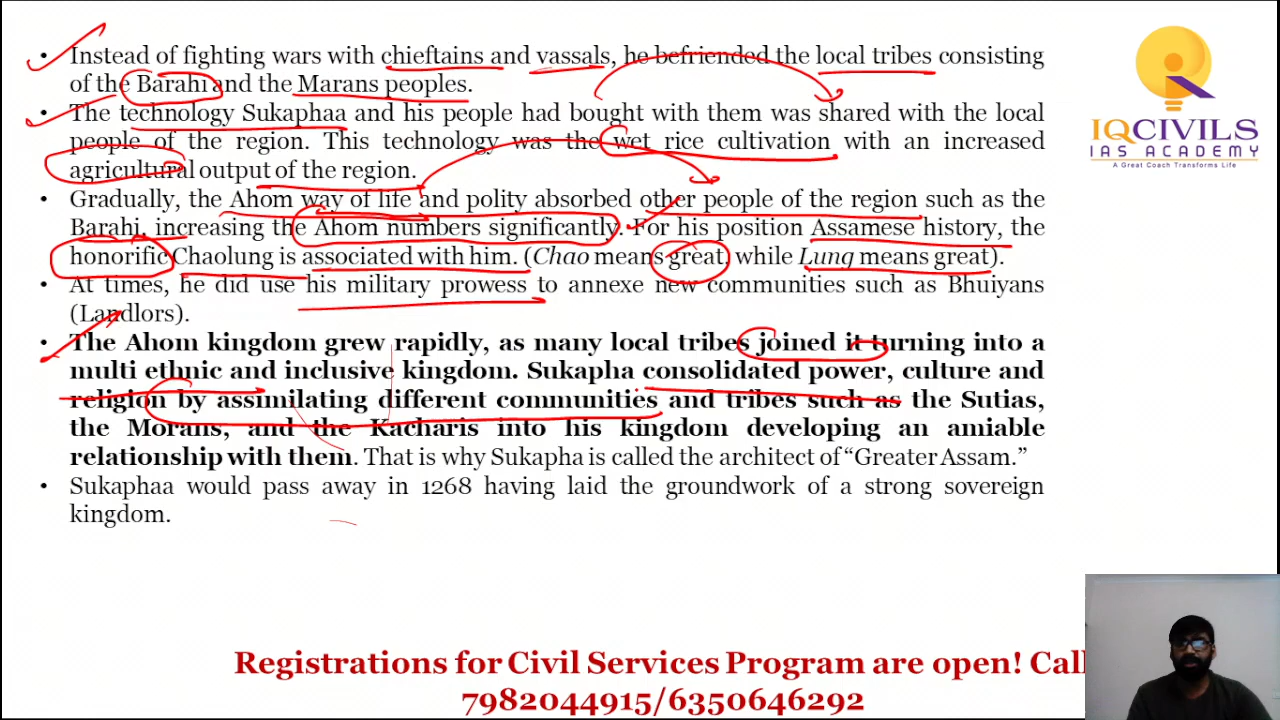 • Instead of fighting wars with chieftains and vassals, he befriended the local tribes consisting
of the Barahi and the Marans peoples.
• The technology Sukaphaa and his people had bought with them was shared with the local
people of the region. This technology was the wet rice cultivation with an increased
agricultural output of the region.
• Gradually, the Ahom way of life and polity absorbed other people of the region such as the
Barahi, increasing the Ahom numbers significantly. For his position Assamese history, the
honorific Chaolung is associated with him. (Chao means great, while Lung means great).
• At times, he did use his military prowess to annexe new communities such as Bhuiyans
(Landlors).
• The Ahom kingdom grew rapidly, as many local tribes joined it turning into a
multi ethnic and inclusive kingdom. Sukapha consolidated power, culture and
religion by assimilating different communities and tribes such as the Sutias,
the Morans, and the Kacharis into his kingdom developing an amiable
relationship with them. That is why Sukapha is called the architect of “Greater Assam.”
• Sukaphaa would pass away in 1268 having laid the groundwork of a strong sovereign
kingdom.
IQCIVILS
IAS ACADEMY
A Great Coach Transforms Life
Registrations for Civil Services Program are open! Call
7982044915/6350646292